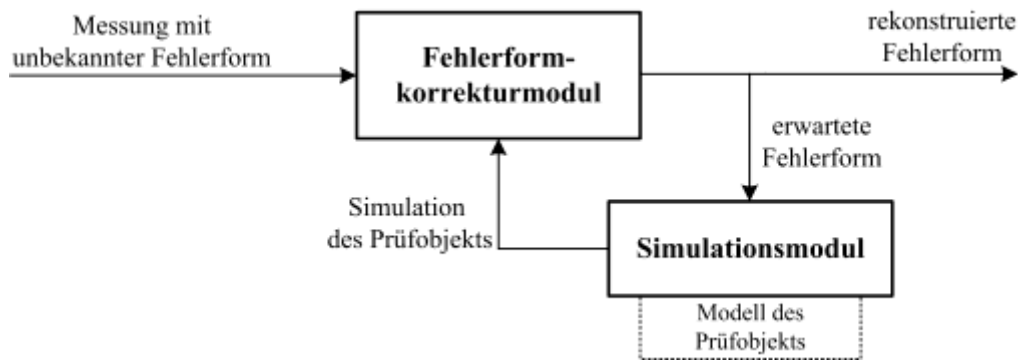 Messung mit
unbekannter Fehlerform
Fehlerform-
korrekturmodul
rekonstruierte
Fehlerform
erwartete
Fehlerform
Simulation
des Prüfobjekts
Simulationsmodul
Modell des
Prüfobjekts